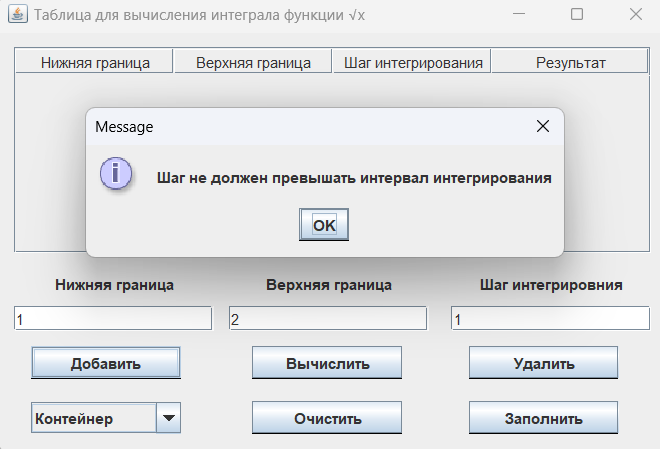 Таблица для вычисления интеграла функции √x
Нижняя граница Верхняя граница Шаг интегрирования Результат
Message
i
Шаг не должен превышать интервал интегрирования
OK
Нижняя граница Верхняя граница Шаг интегрировния
1 2 1
Добавить Вычислить Удалить
Контейнер Очистить Заполнить